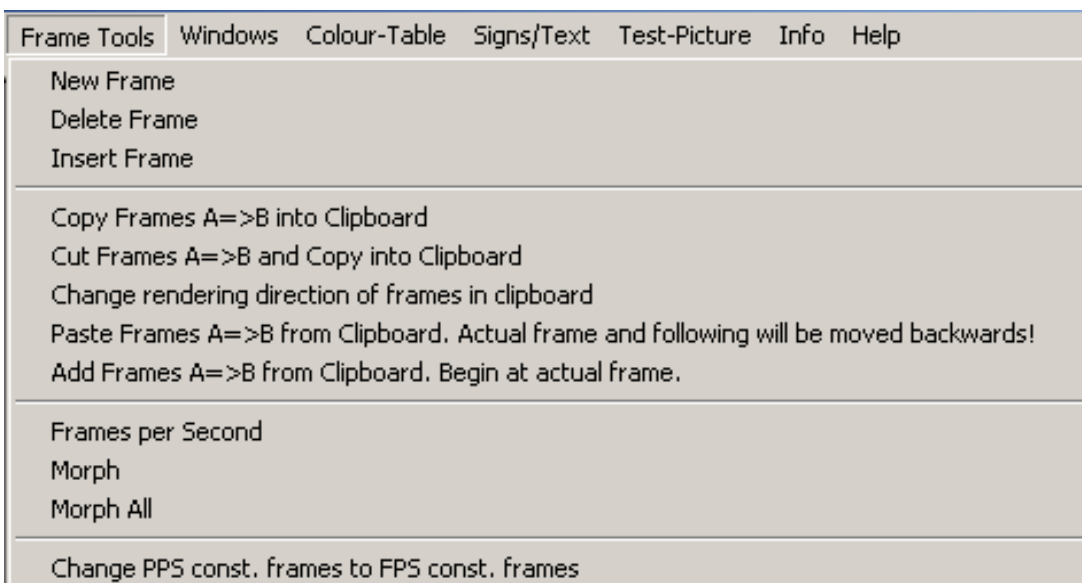 Frame Tools Windows Colour-Table Signs/Text Test-Picture Info Help
New Frame
Delete Frame
Insert Frame
Copy Frames A=>B into Clipboard
Cut Frames A=>B and Copy into Clipboard
Change rendering direction of frames in clipboard
Paste Frames A=>B from Clipboard. Actual frame and following will be moved backwards!
Add Frames A=>B from Clipboard. Begin at actual frame.
Frames per Second
Morph
Morph All
Change PPS const. frames to FPS const. frames